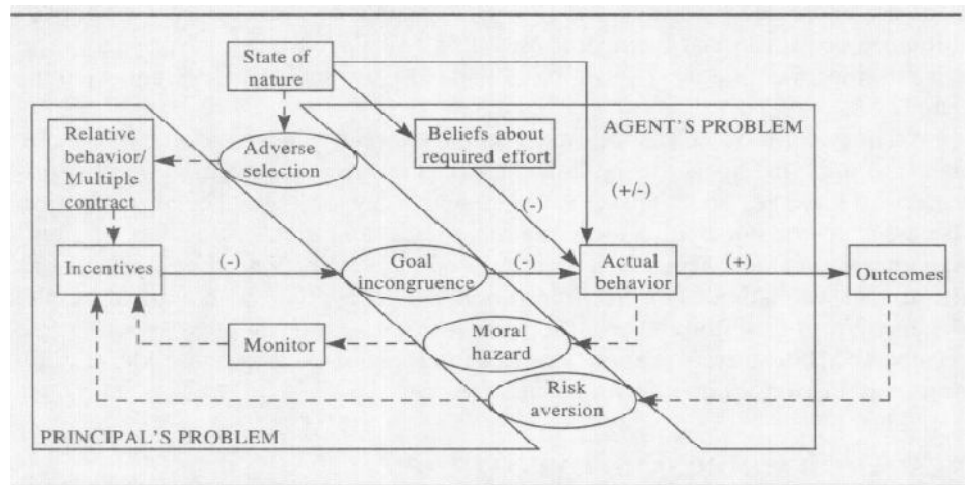 State of
nature
Relative
behavior/
Multiple
contract
Adverse
selection
Beliefs about
required effort
AGENT'S PROBLEM
(+/-)
(-)
Incentives
(-)
Goal
incongruence
(-)
Actual
behavior
(+)
Outcomes
Monitor
Moral
hazard
Risk
aversion
PRINCIPAL'S PROBLEM